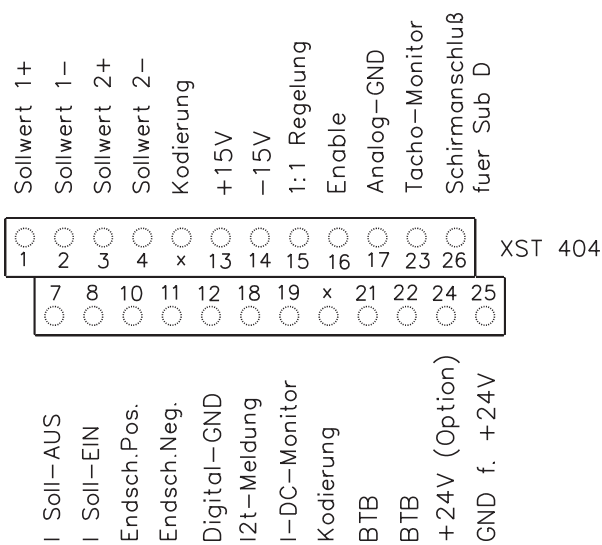 Sollwert 1+
Sollwert 1–
Sollwert 2+
Sollwert 2–
Kodierung
+15V
–15V
1:1 Regelung
Enable
Analog–GND
Tacho–Monitor
Schirmanschluß
fuer Sub D
1 2 3 4 x 13 14 15 16 17 23 26
XST 404
7 8 10 11 12 18 19 x 21 22 24 25
I Soll–AUS
I Soll–EIN
Endsch.Pos.
Endsch.Neg.
Digital–GND
I2t–Meldung
I–DC–Monitor
Kodierung
BTB
BTB
+24V (Option)
GND f. +24V